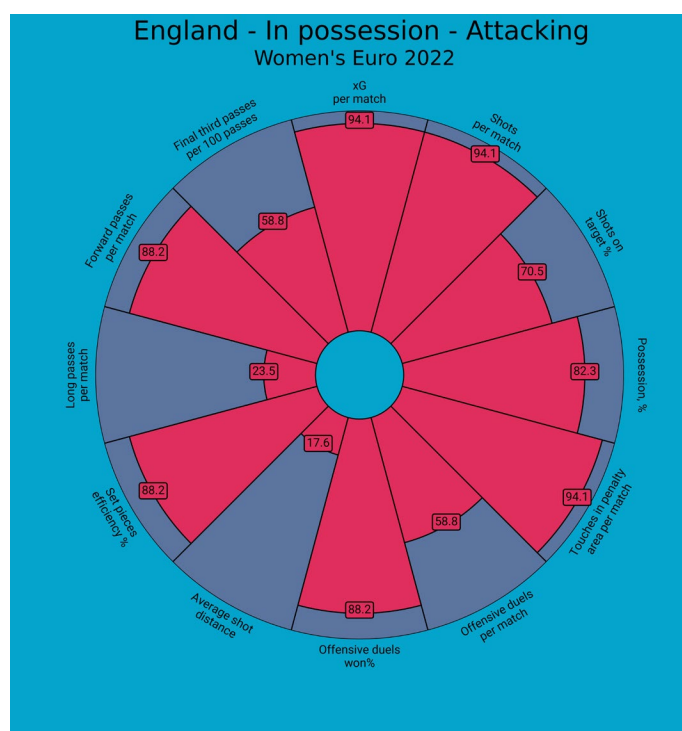 England - In possession - Attacking
Women's Euro 2022
xG
per match
94.1
Shots
per match
94.1
Shots on
target %
70.5
Possession, %
82.3
Touches in penalty
area per match
94.1
Offensive duels
per match
58.8
Offensive duels
won%
88.2
Average shot
distance
17.6
Set pieces
efficiency %
88.2
Long passes
per match
23.5
Forward passes
per match
88.2
Final third passes
per 100 passes
58.8